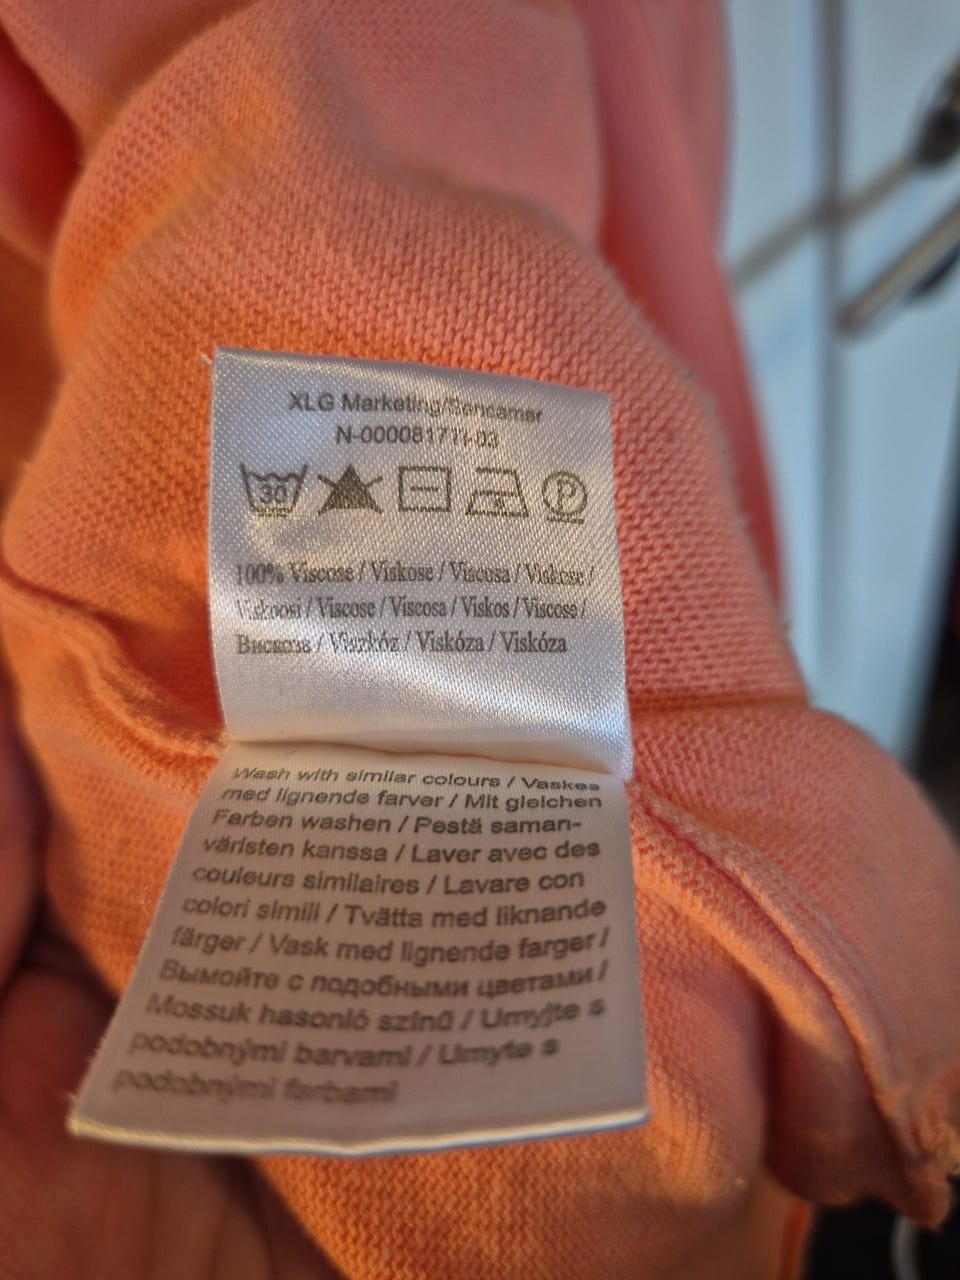 XLG Marketing/Sencamer
N-000081711-03
30 P
100% Viscose / Viskose / Viscosa / Viskose /
Viskoosi / Viscose / Viscosa / Viskos / Viscose /
Вискоза / Viszkóz / Viskóza / Viskóza
Wash with similar colours / Vaskes
med lignende farver / Mit gleichen
Farben washen / Pestä saman-
väristen kanssa / Laver avec des
couleurs similaires / Lavare con
colori simili / Tvätta med liknande
färger / Vask med lignende farger /
Вымойте с подобными цветами /
Mossuk hasonló színű / Umyjte s
podobnými barvami / Umyte s
podobnými farbami